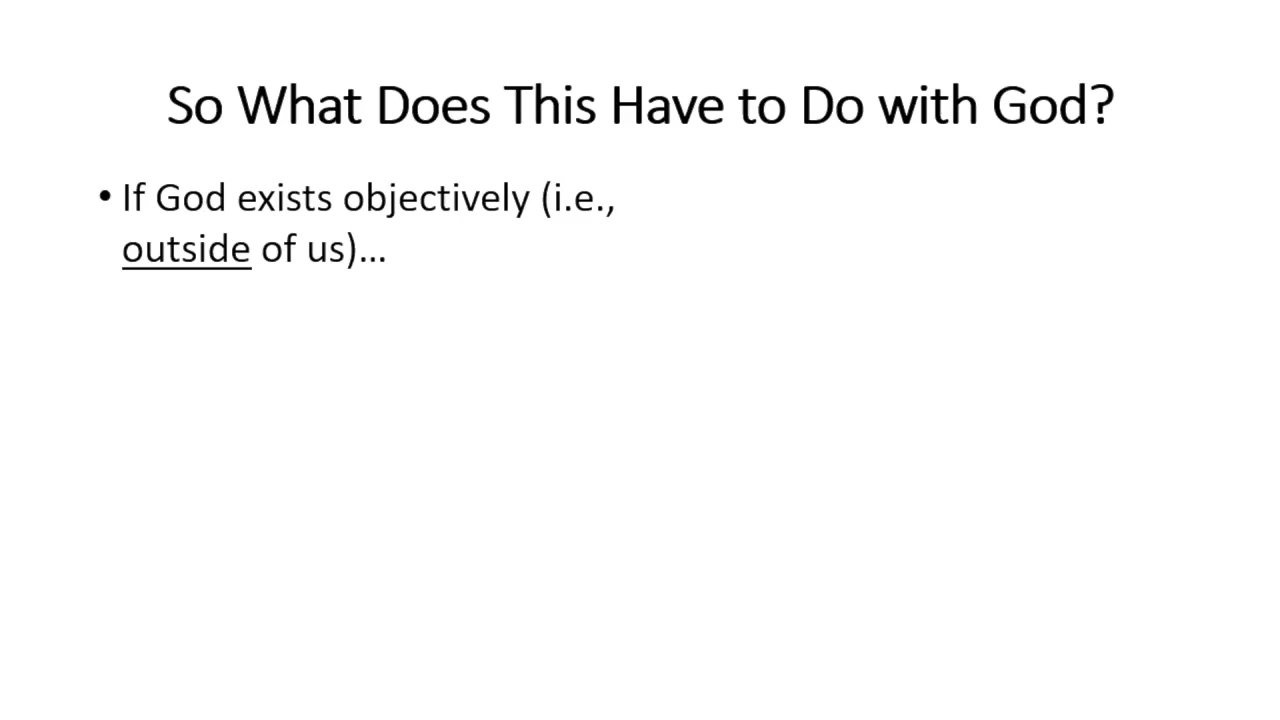 So What Does This Have to Do with God?
• If God exists objectively (i.e.,
outside of us)...